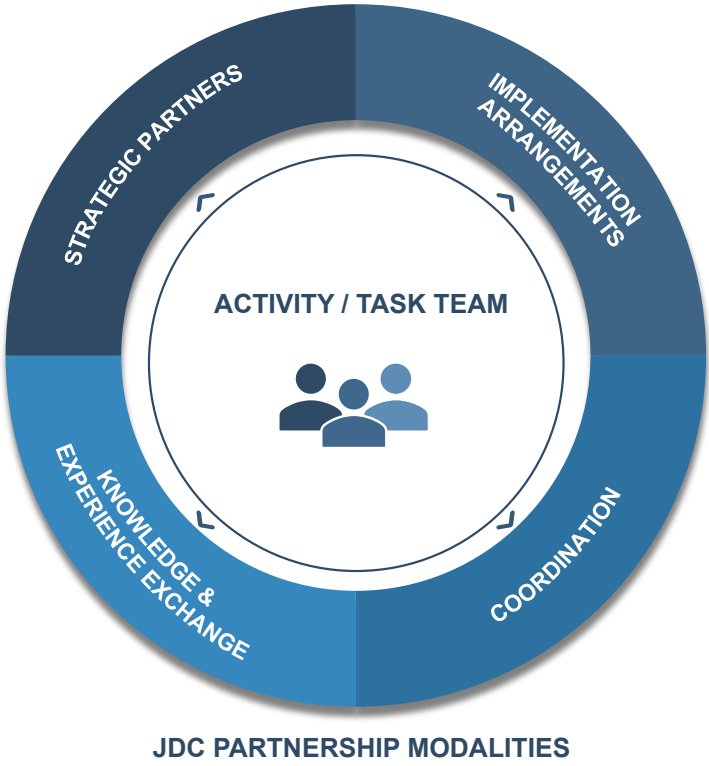 STRATEGIC PARTNERS
IMPLEMENTATION
ARRANGEMENTS
ACTIVITY / TASK TEAM
KNOWLEDGE &
EXPERIENCE EXCHANGE
COORDINATION
JDC PARTNERSHIP MODALITIES